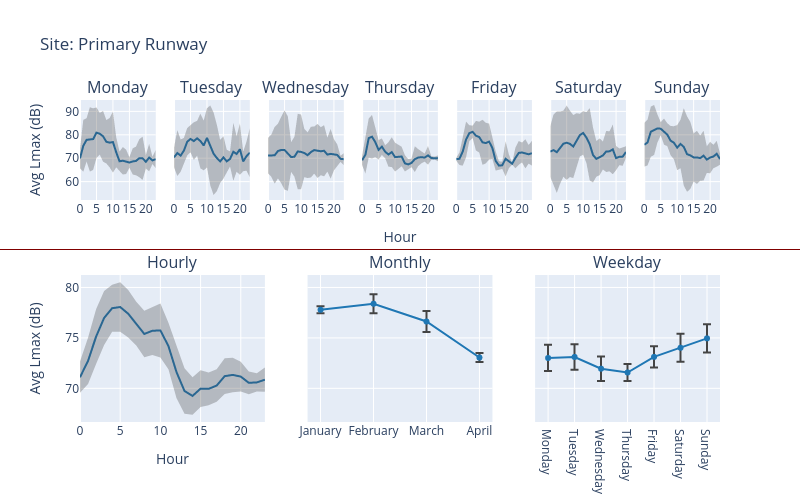 Site: Primary Runway
Monday Tuesday Wednesday Thursday Friday Saturday Sunday
Avg Lmax (dB)
90
80
70
60
0 5 10 15 20 0 5 10 15 20 0 5 10 15 20 0 5 10 15 20 0 5 10 15 20 0 5 10 15 20 0 5 10 15 20
Hour
Hourly Monthly Weekday
Avg Lmax (dB)
80
75
70
0 5 10 15 20
Hour
January February March April
Monday
Tuesday
Wednesday
Thursday
Friday
Saturday
Sunday